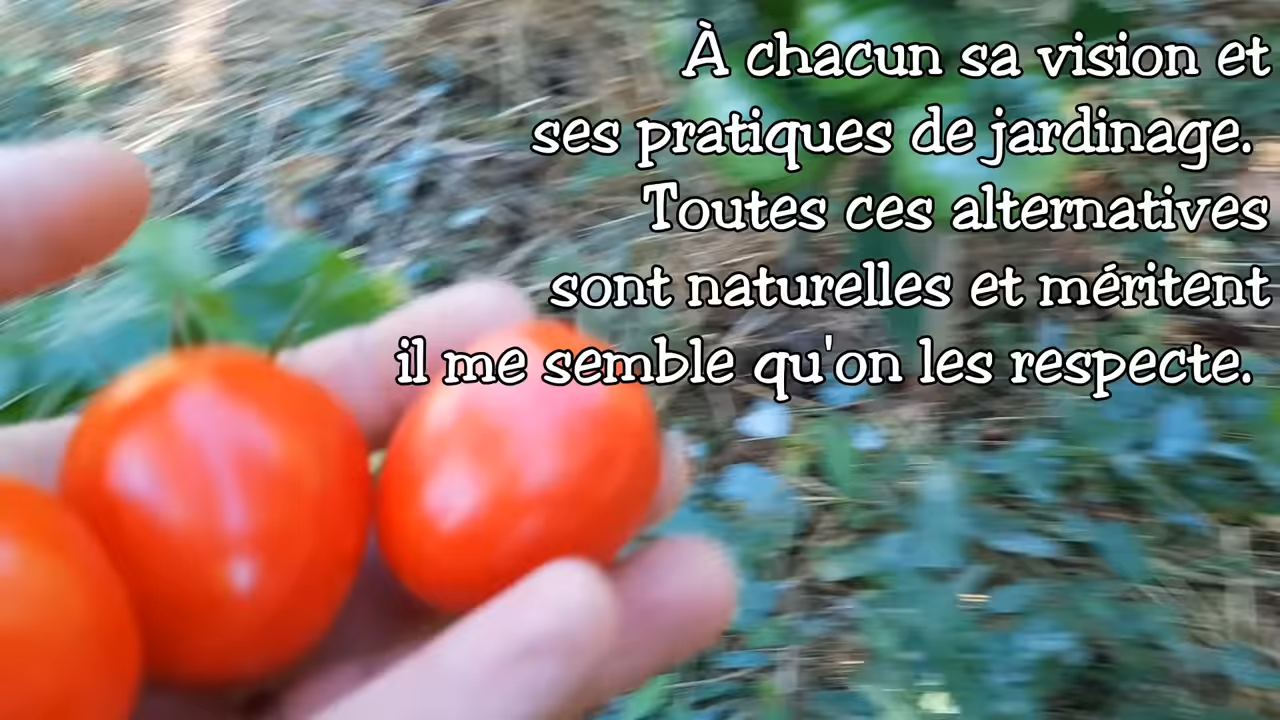 À chacun sa vision et
ses pratiques de jardinage.
Toutes ces alternatives
sont naturelles et méritent
il me semble qu'on les respecte.